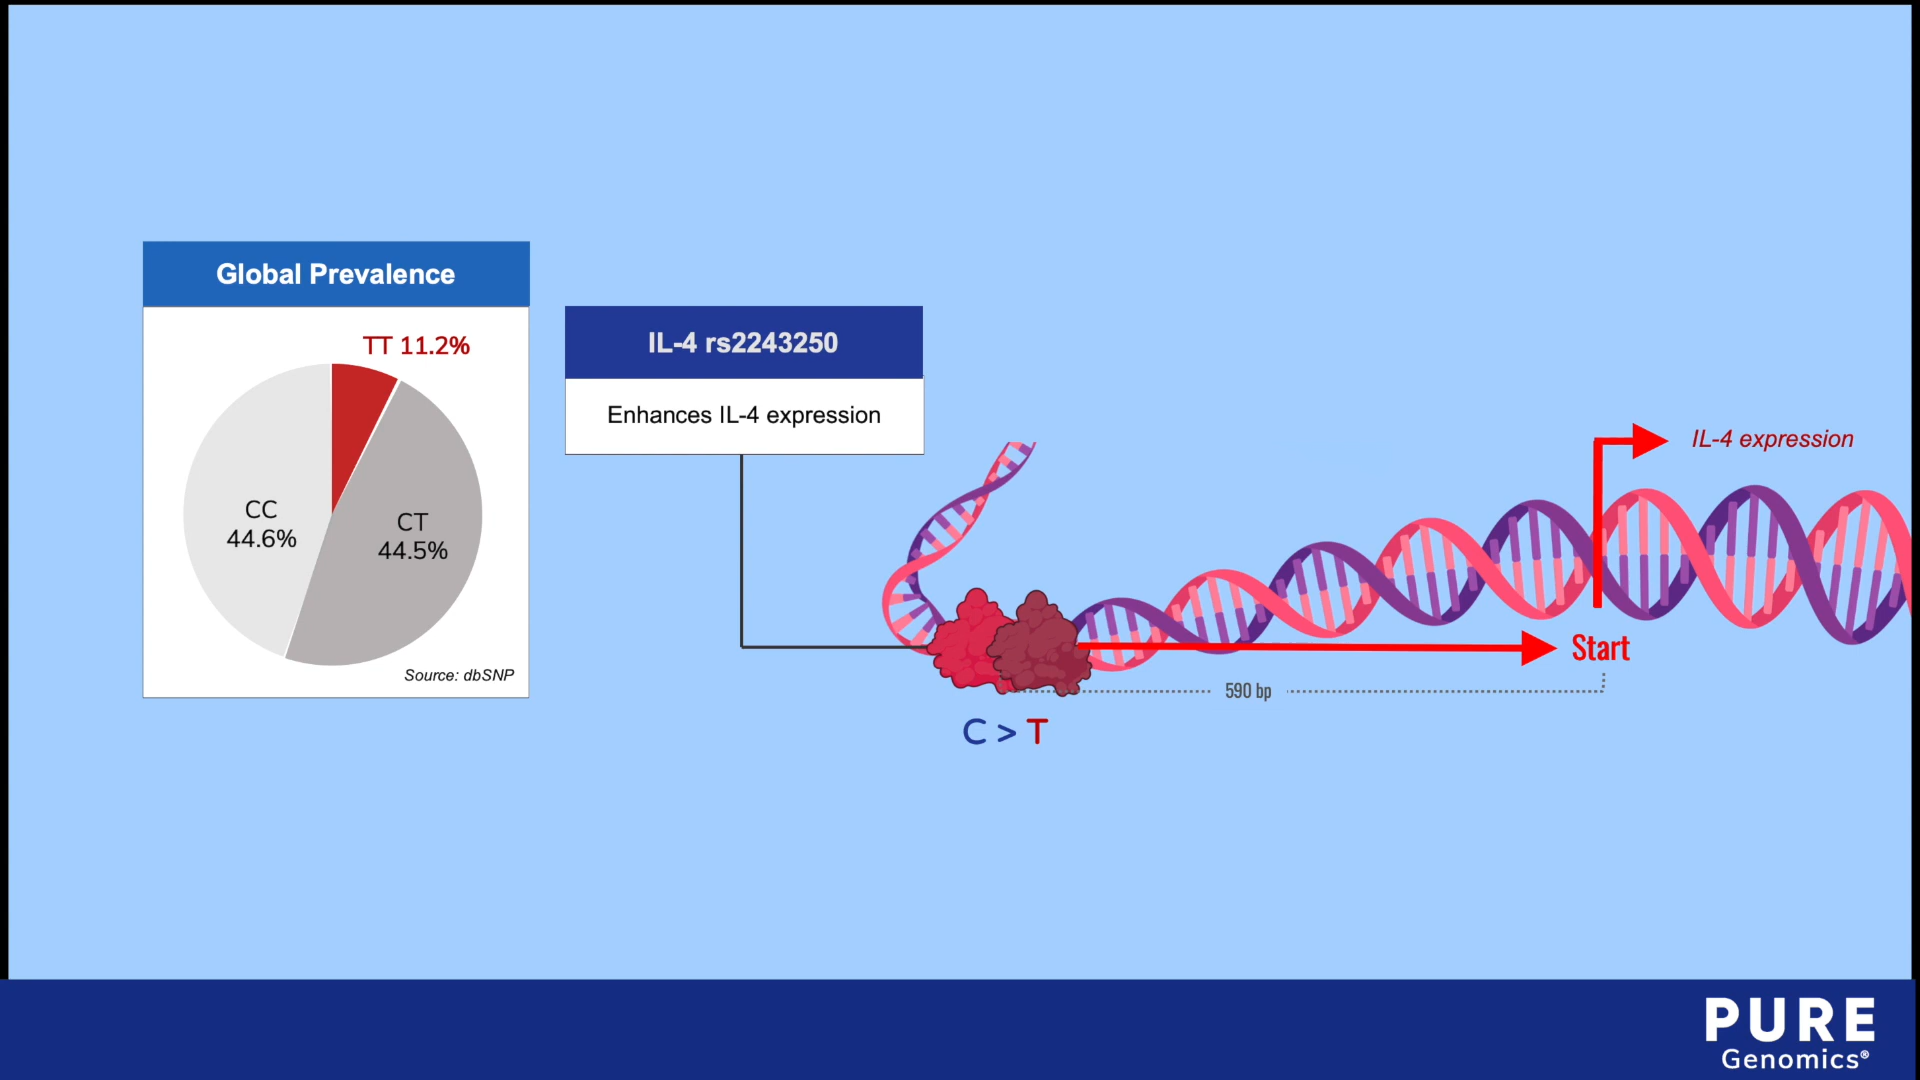 Global Prevalence
TT 11.2%
CC
44.6%
CT
44.5%
Source: dbSNP
IL-4 rs2243250
Enhances IL-4 expression
IL-4 expression
Start
590 bp
C > T
PURE
Genomics®